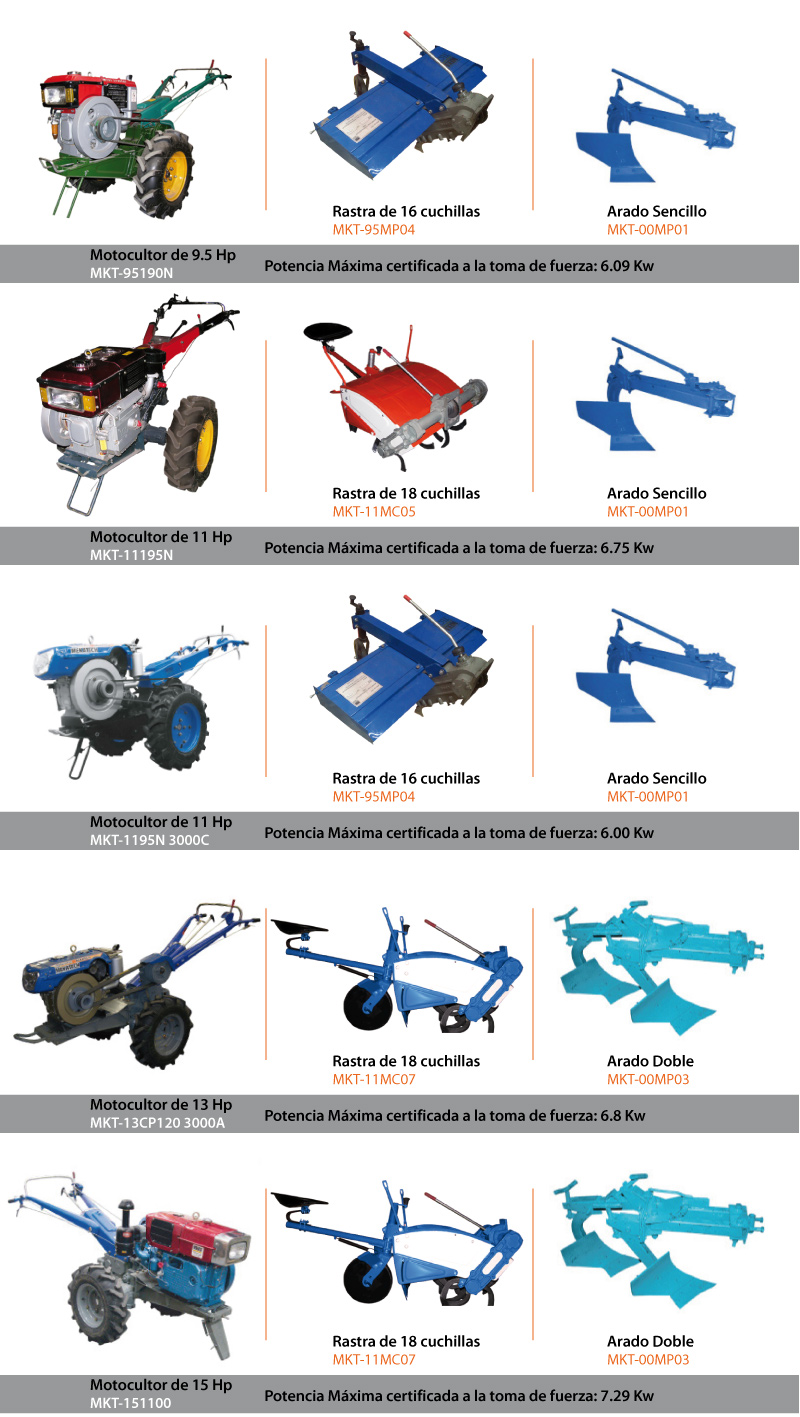 Rastra de 16 cuchillas
MKT-95MP04
Arado Sencillo
MKT-00MP01
Motocultor de 9.5 Hp
MKT-95190N
Potencia Máxima certificada a la toma de fuerza: 6.09 Kw
Rastra de 18 cuchillas
MKT-11MC05
Arado Sencillo
MKT-00MP01
Motocultor de 11 Hp
MKT-11195N
Potencia Máxima certificada a la toma de fuerza: 6.75 Kw
Rastra de 16 cuchillas
MKT-95MP04
Arado Sencillo
MKT-00MP01
Motocultor de 11 Hp
MKT-1195N 3000C
Potencia Máxima certificada a la toma de fuerza: 6.00 Kw
Rastra de 18 cuchillas
MKT-11MC07
Arado Doble
MKT-00MP03
Motocultor de 13 Hp
MKT-13CP120 3000A
Potencia Máxima certificada a la toma de fuerza: 6.8 Kw
Rastra de 18 cuchillas
MKT-11MC07
Arado Doble
MKT-00MP03
Motocultor de 15 Hp
MKT-151100
Potencia Máxima certificada a la toma de fuerza: 7.29 Kw